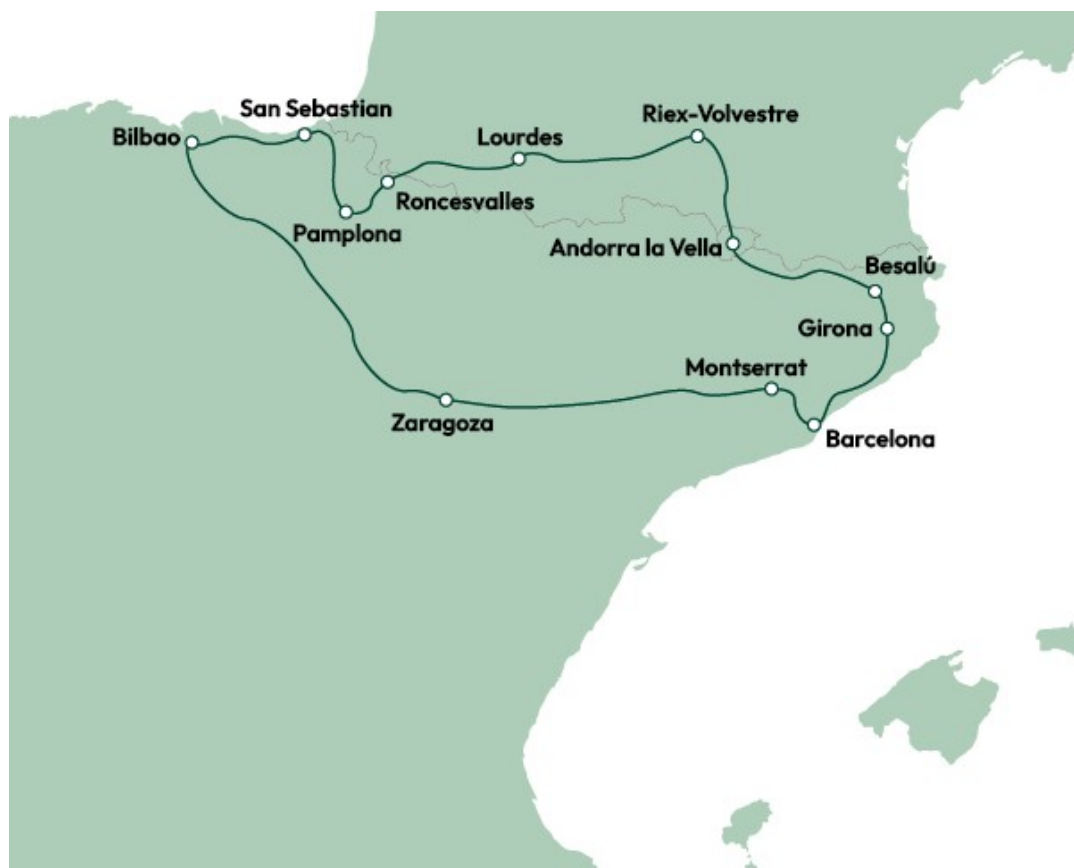 San Sebastian
Riex-Volvestre
Bilbao
Lourdes
Roncesvalles
Pamplona
Andorra la Vella
Besalú
Girona
Montserrat
Zaragoza
Barcelona